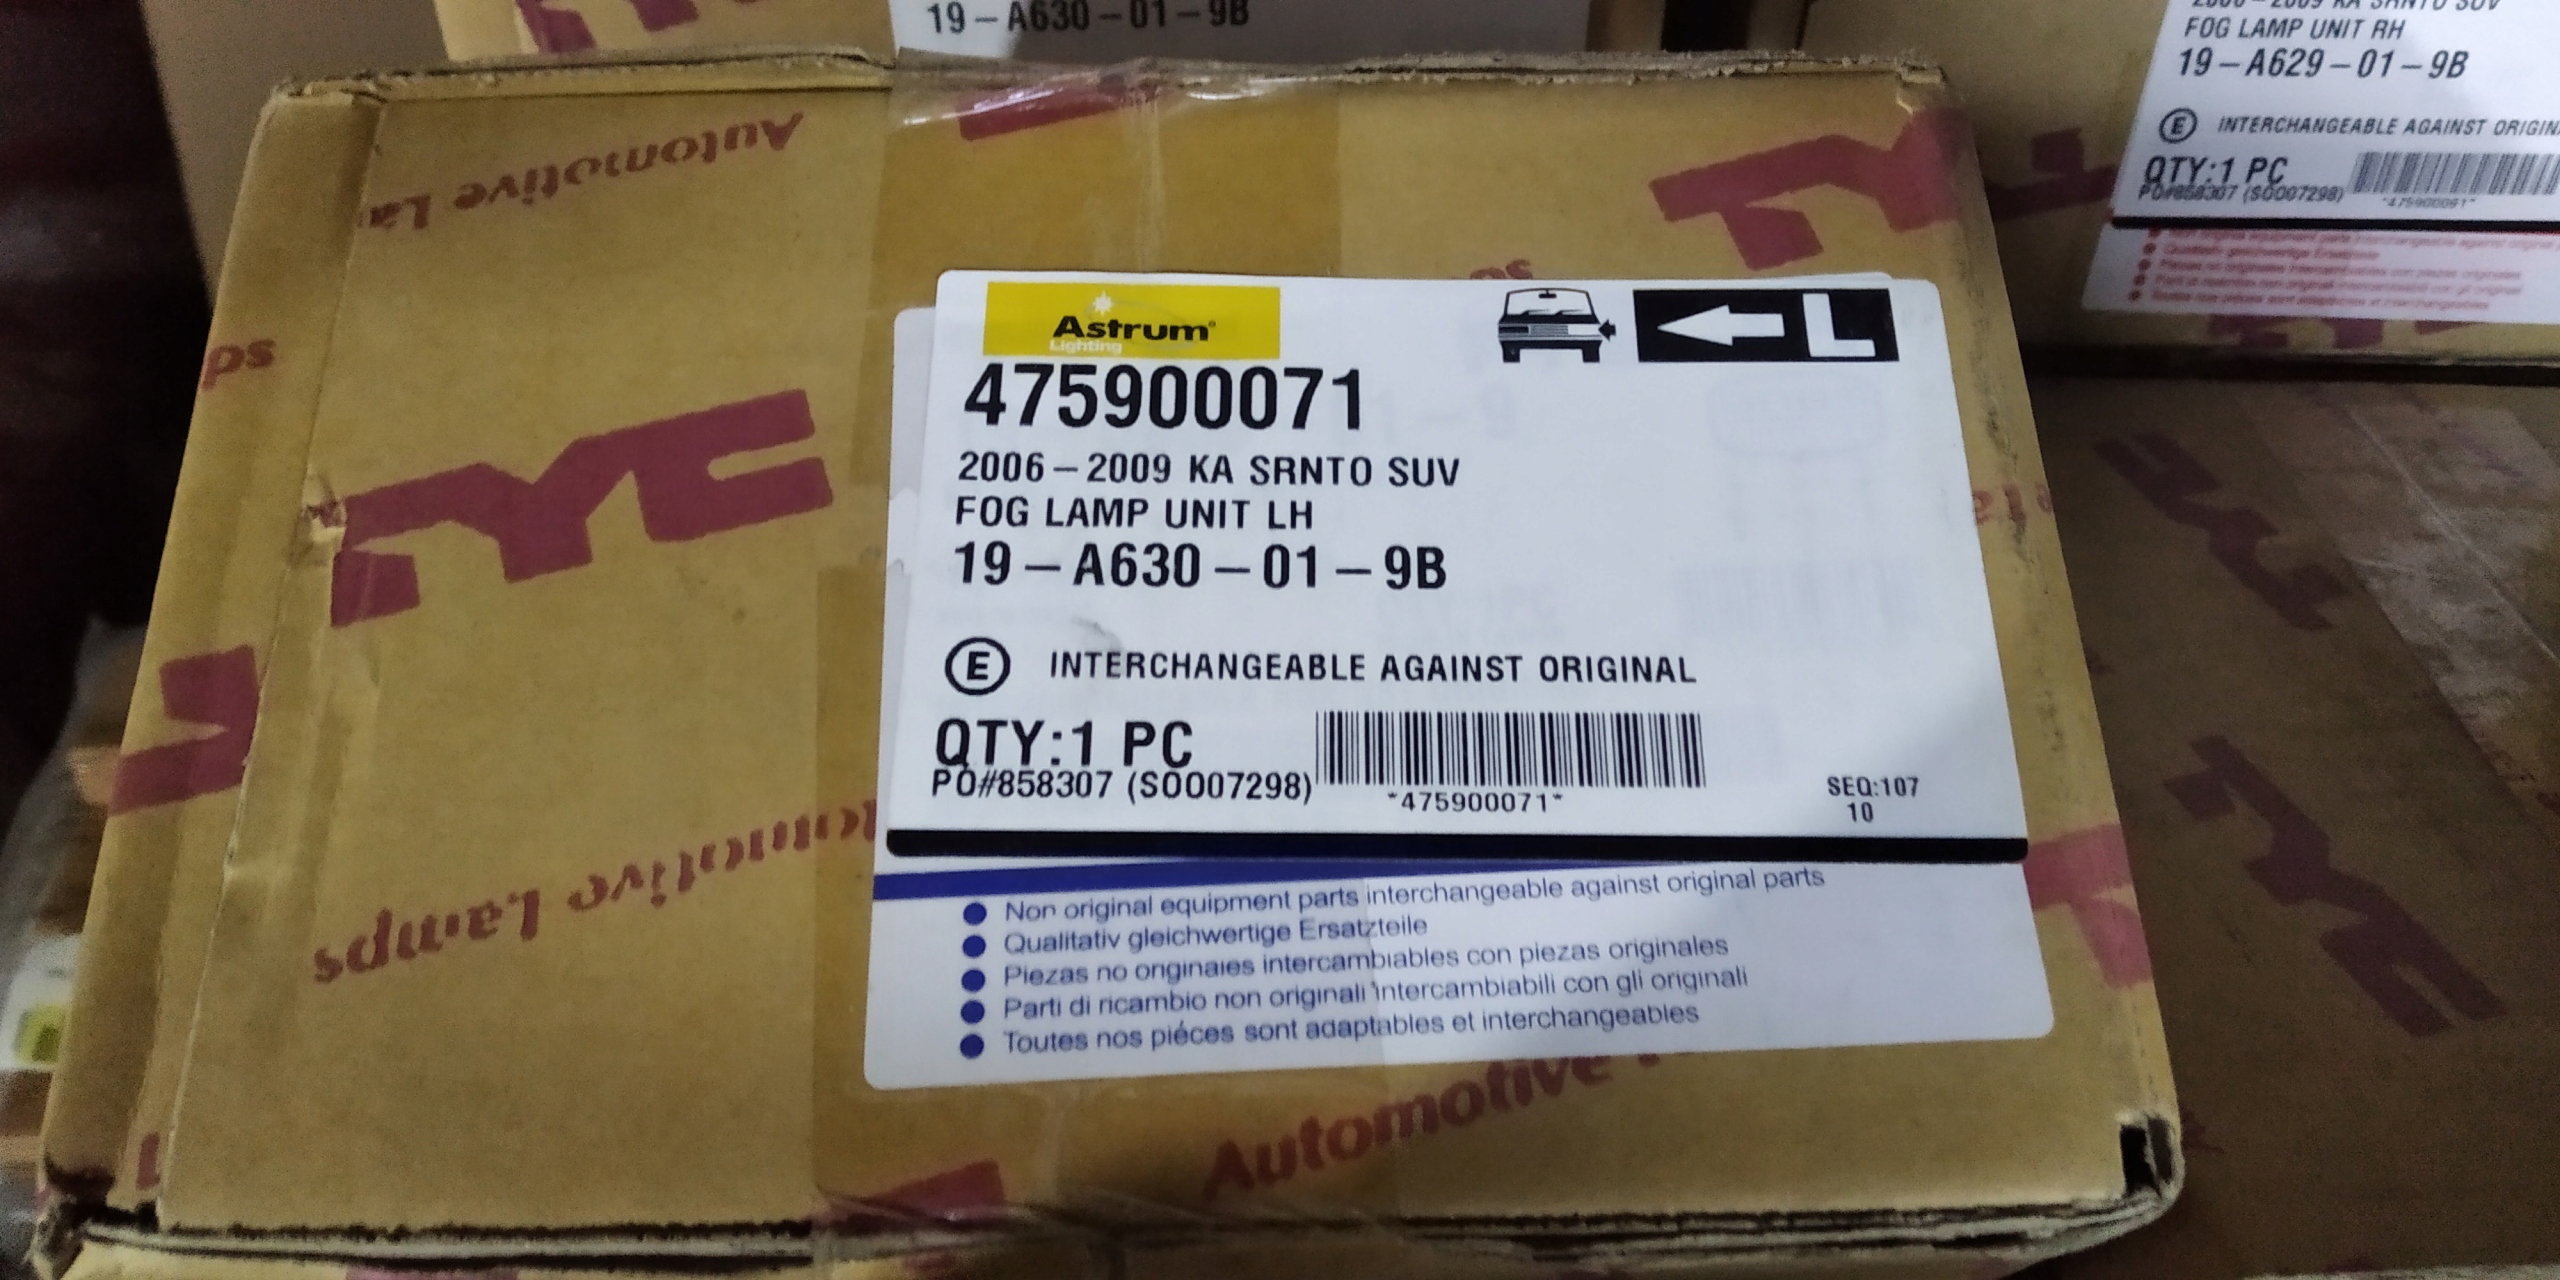 19-A630-01-9B
2006-2009 KA SRNTO SUV
FOG LAMP UNIT RH
19-A629-01-9B
E INTERCHANGEABLE AGAINST
QTY:1 PC
PO#858307 (SO007298)
*475900061*
Automotive
TYC
Astrum
Lighting
L
475900071
2006-2009 KA SRNTO SUV
FOG LAMP UNIT LH
19-A630-01-9B
E INTERCHANGEABLE AGAINST ORIGINAL
QTY:1 PC
PO#858307 (SO007298)
*475900071*
SEQ:107
10
Non original equipment parts interchangeable against original parts
Qualitativ gleichwertige Ersatzteile
Piezas no originales intercambiables con piezas originales
Parti di ricambio non originali intercambiabili con gli originali
Toutes nos piéces sont adaptables et interchangeables
Lamps
Automotive